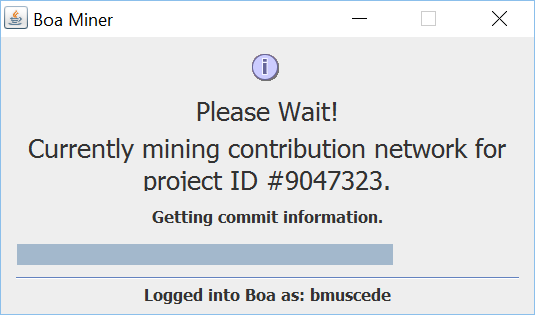 Boa Miner
Please Wait!
Currently mining contribution network for
project ID #9047323.
Getting commit information.
Logged into Boa as: bmuscede